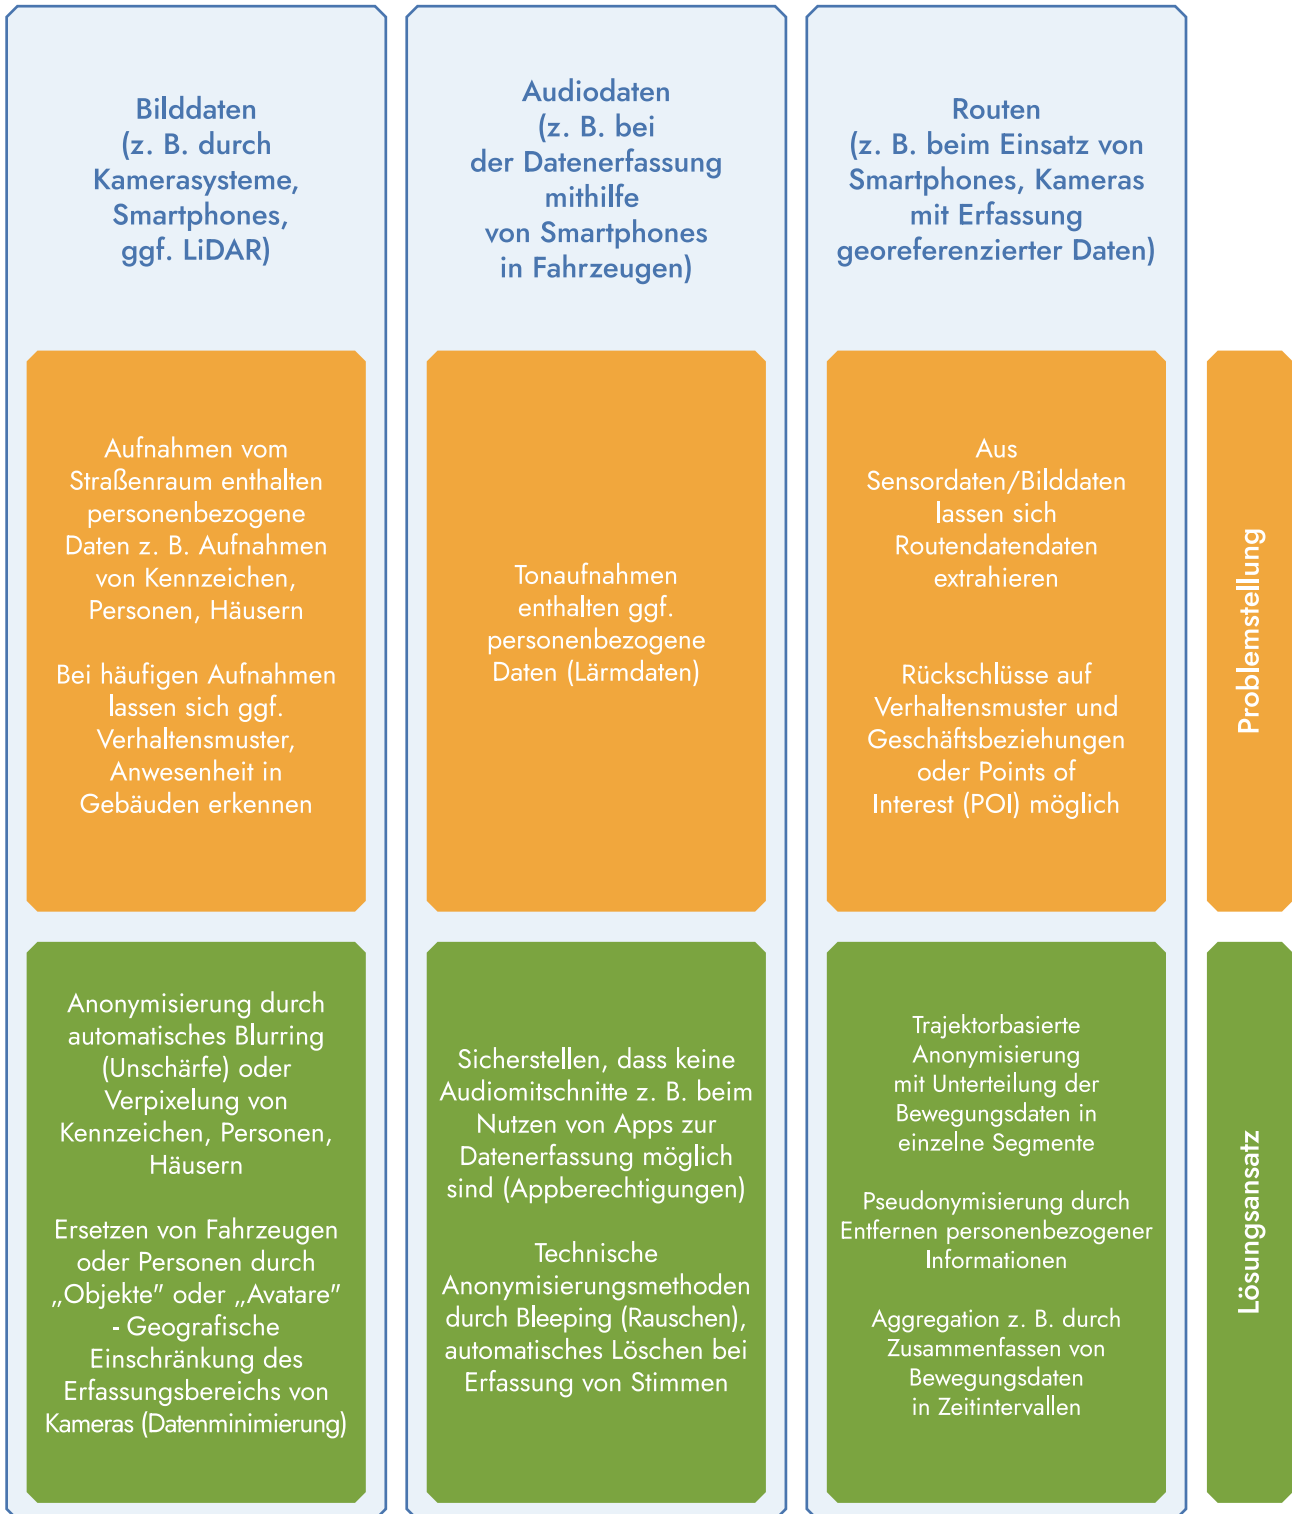 Bilddaten
(z. B. durch
Kamerasysteme,
Smartphones,
ggf. LiDAR)
Audiodaten
(z. B. bei
der Datenerfassung
mithilfe
von Smartphones
in Fahrzeugen)
Routen
(z. B. beim Einsatz von
Smartphones, Kameras
mit Erfassung
georeferenzierter Daten)
Aufnahmen vom
Straßenraum enthalten
personenbezogene
Daten z. B. Aufnahmen
von Kennzeichen,
Personen, Häusern
Bei häufigen Aufnahmen
lassen sich ggf.
Verhaltensmuster,
Anwesenheit in
Gebäuden erkennen
Tonaufnahmen
enthalten ggf.
personenbezogene
Daten (Lärmdaten)
Aus
Sensordaten/Bilddaten
lassen sich
Routendatendaten
extrahieren
Rückschlüsse auf
Verhaltensmuster und
Geschäftsbeziehungen
oder Points of
Interest (POI) möglich
Problemstellung
Anonymisierung durch
automatisches Blurring
(Unschärfe) oder
Verpixelung von
Kennzeichen, Personen,
Häusern
Ersetzen von Fahrzeugen
oder Personen durch
„Objekte" oder „Avatare"
- Geografische
Einschränkung des
Erfassungsbereichs von
Kameras (Datenminimierung)
Sicherstellen, dass keine
Audiomitschnitte z. B. beim
Nutzen von Apps zur
Datenerfassung möglich
sind (Appberechtigungen)
Technische
Anonymisierungsmethoden
durch Bleeping (Rauschen),
automatisches Löschen bei
Erfassung von Stimmen
Trajektorbasierte
Anonymisierung
mit Unterteilung der
Bewegungsdaten in
einzelne Segmente
Pseudonymisierung durch
Entfernen personenbezogener
Informationen
Aggregation z. B. durch
Zusammenfassen von
Bewegungsdaten
in Zeitintervallen
Lösungsansatz